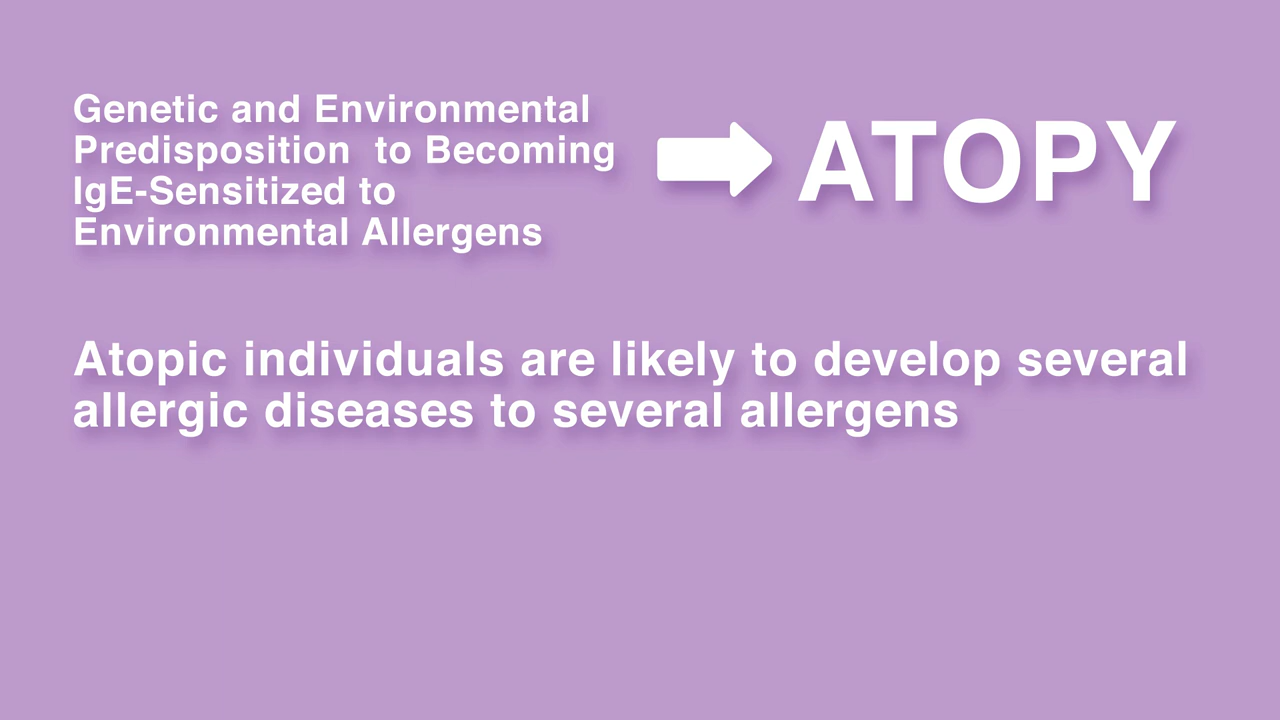 Genetic and Environmental
Predisposition  to Becoming
IgE-Sensitized to
Environmental Allergens
ATOPY
Atopic individuals are likely to develop several
allergic diseases to several allergens